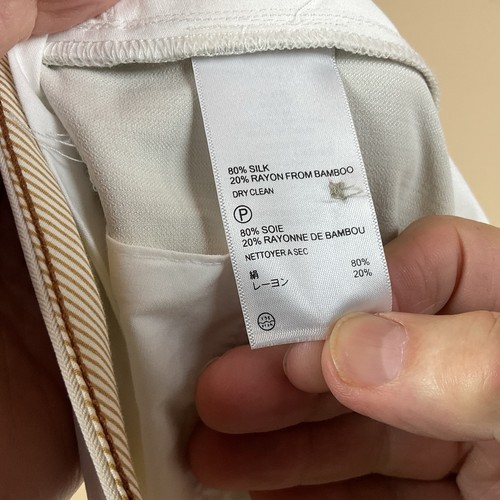 80% SILK
20% RAYON FROM BAMBOO
DRY CLEAN
P
80% SOIE
20% RAYONNE DE BAMBOU
NETTOYER A SEC
絹 80%
レーヨン 20%